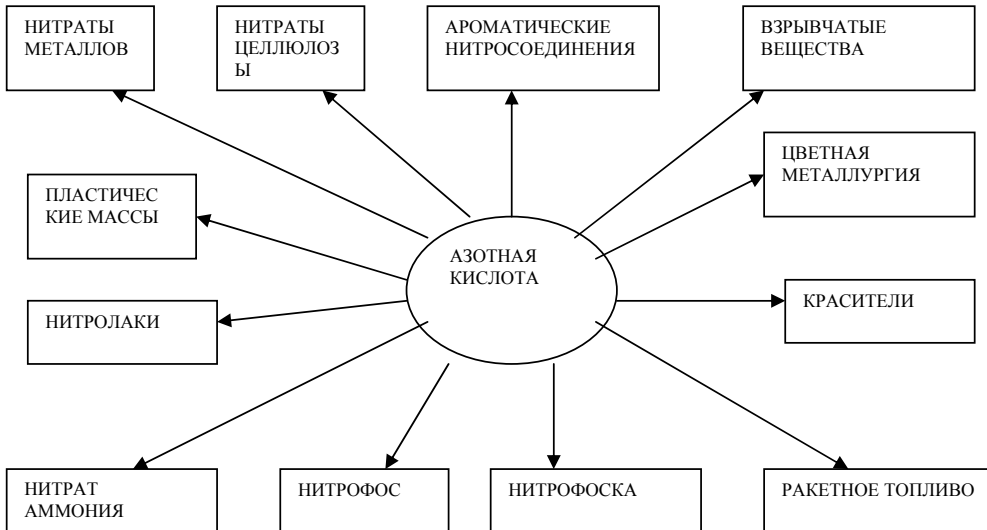 НИТРАТЫ
МЕТАЛЛОВ
НИТРАТЫ
ЦЕЛЛЮЛОЗ
Ы
АРОМАТИЧЕСКИЕ
НИТРОСОЕДИНЕНИЯ
ВЗРЫВЧАТЫЕ
ВЕЩЕСТВА
ЦВЕТНАЯ
МЕТАЛЛУРГИЯ
ПЛАСТИЧЕС
КИЕ МАССЫ
АЗОТНАЯ
КИСЛОТА
НИТРОЛАКИ
КРАСИТЕЛИ
НИТРАТ
АММОНИЯ
НИТРОФОС
НИТРОФОСКА
РАКЕТНОЕ ТОПЛИВО